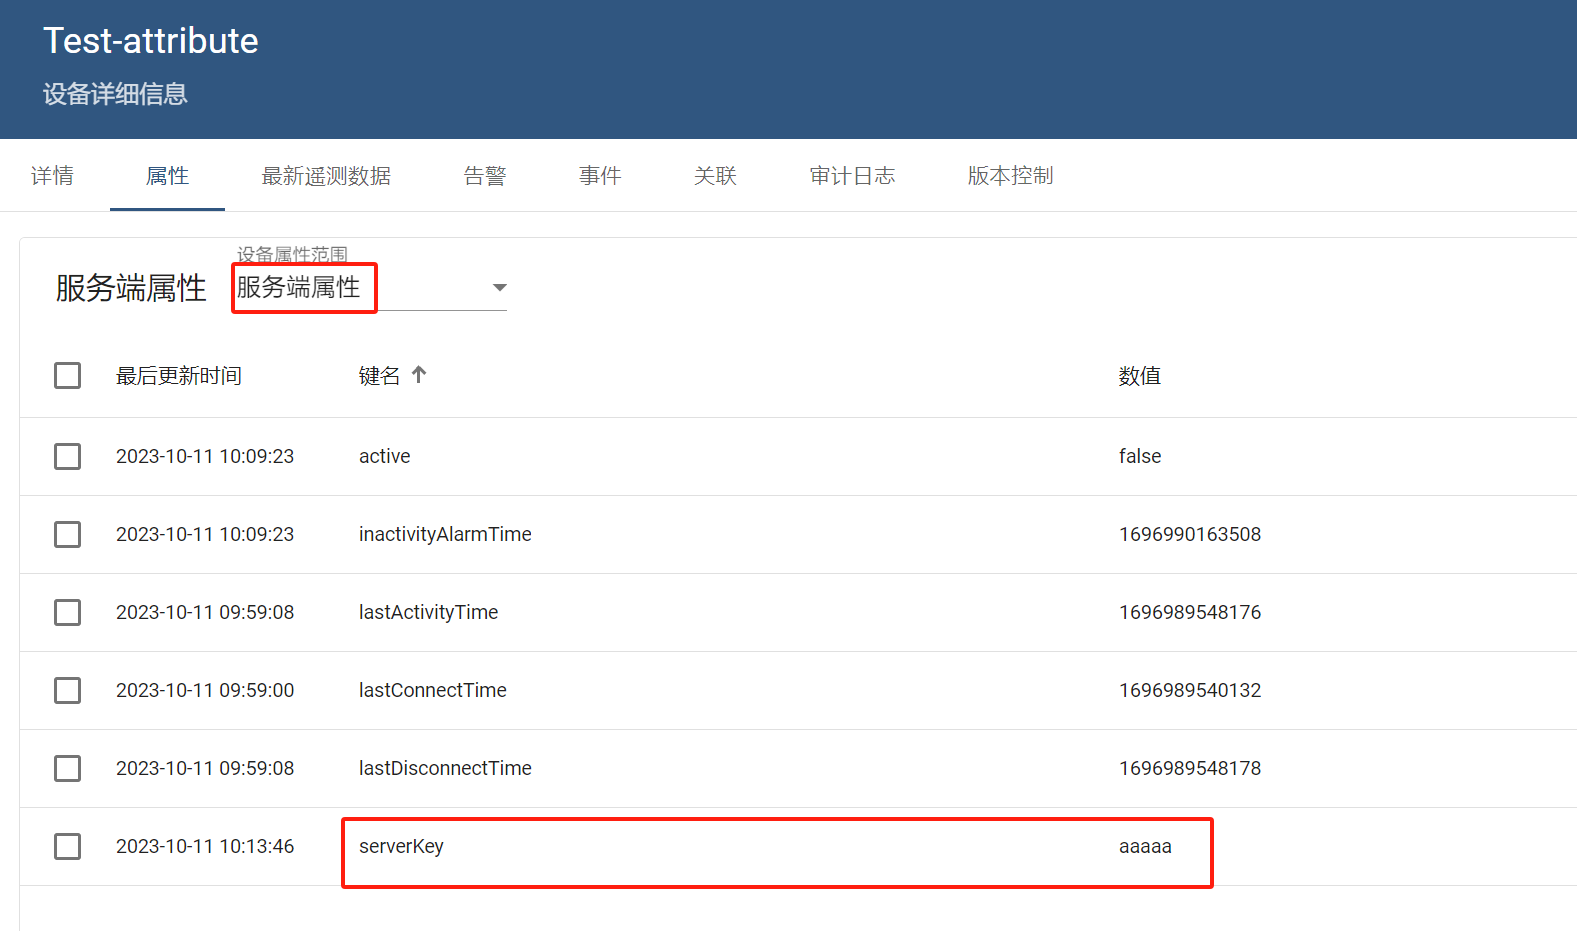 Test-attribute
设备详细信息
详情 属性 最新遥测数据 告警 事件 关联 审计日志 版本控制
设备属性范围
服务端属性 服务端属性
最后更新时间 键名 数值
2023-10-11 10:09:23 active false
2023-10-11 10:09:23 inactivityAlarmTime 1696990163508
2023-10-11 09:59:08 lastActivityTime 1696989548176
2023-10-11 09:59:00 lastConnectTime 1696989540132
2023-10-11 09:59:08 lastDisconnectTime 1696989548178
2023-10-11 10:13:46 serverKey aaaaa